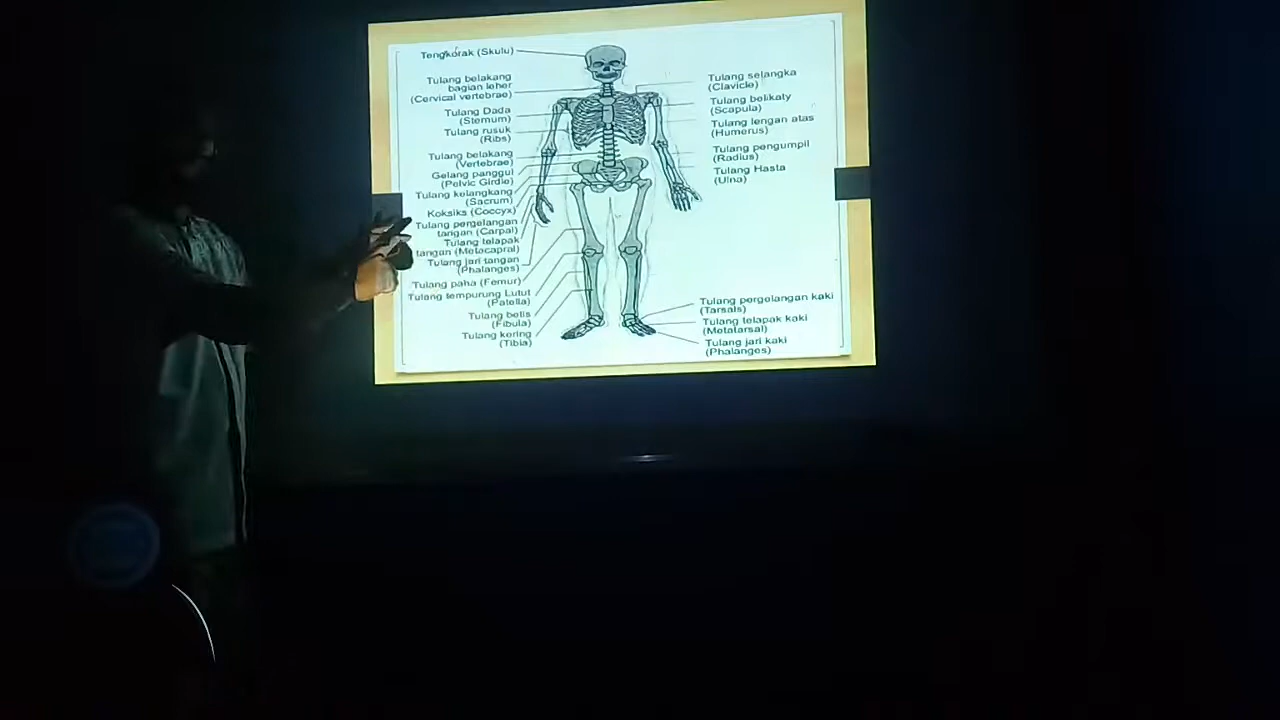 Tengkorak (Skulu)
Tulang belakang
bagian leher
(Cervical vertebrae)
Tulang Dada
(Sternum)
Tulang rusuk
(Ribs)
Tulang belakang
(Vertebrae)
Gelang panggul
(Pelvic Girdle)
Tulang kelangkang
(Sacrum)
Koksiks (Coccyx)
Tulang pergelangan
tangan (Carpal)
Tulang telapak
tangan (Metacapral)
Tulang jari tangan
(Phalanges)
Tulang paha (Femur)
Tulang tempurung Lutut
(Patella)
Tulang betis
(Fibula)
Tulang kering
(Tibia)
Tulang selangka
(Clavicle)
Tulang belikaty
(Scapula)
Tulang lengan atas
(Humerus)
Tulang pengumpil
(Radius)
Tulang Hasta
(Ulna)
Tulang pergelangan kaki
(Tarsals)
Tulang telapak kaki
(Metatarsal)
Tulang jari kaki
(Phalanges)